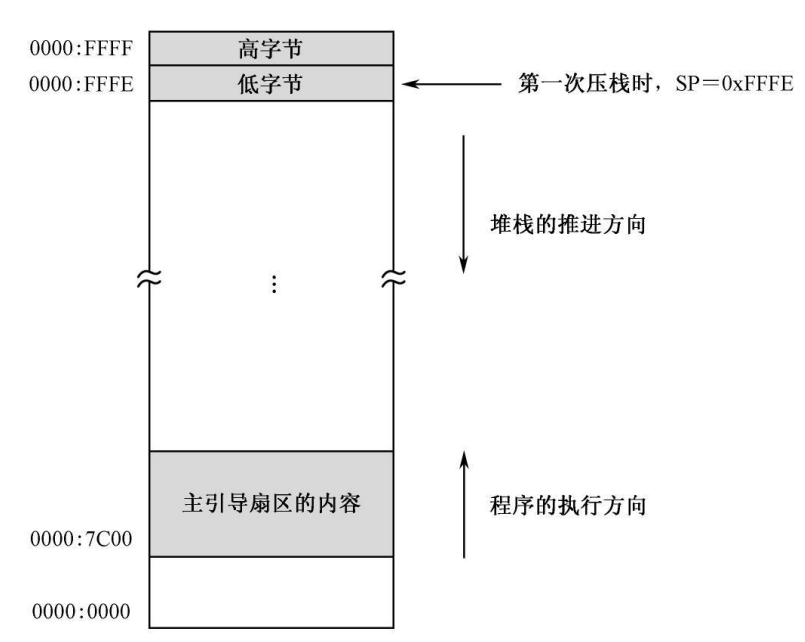 0000:FFFF 高字节
0000:FFFE 低字节 第一次压栈时，SP＝0xFFFE
堆栈的推进方向
⋮
主引导扇区的内容 程序的执行方向
0000:7C00
0000:0000